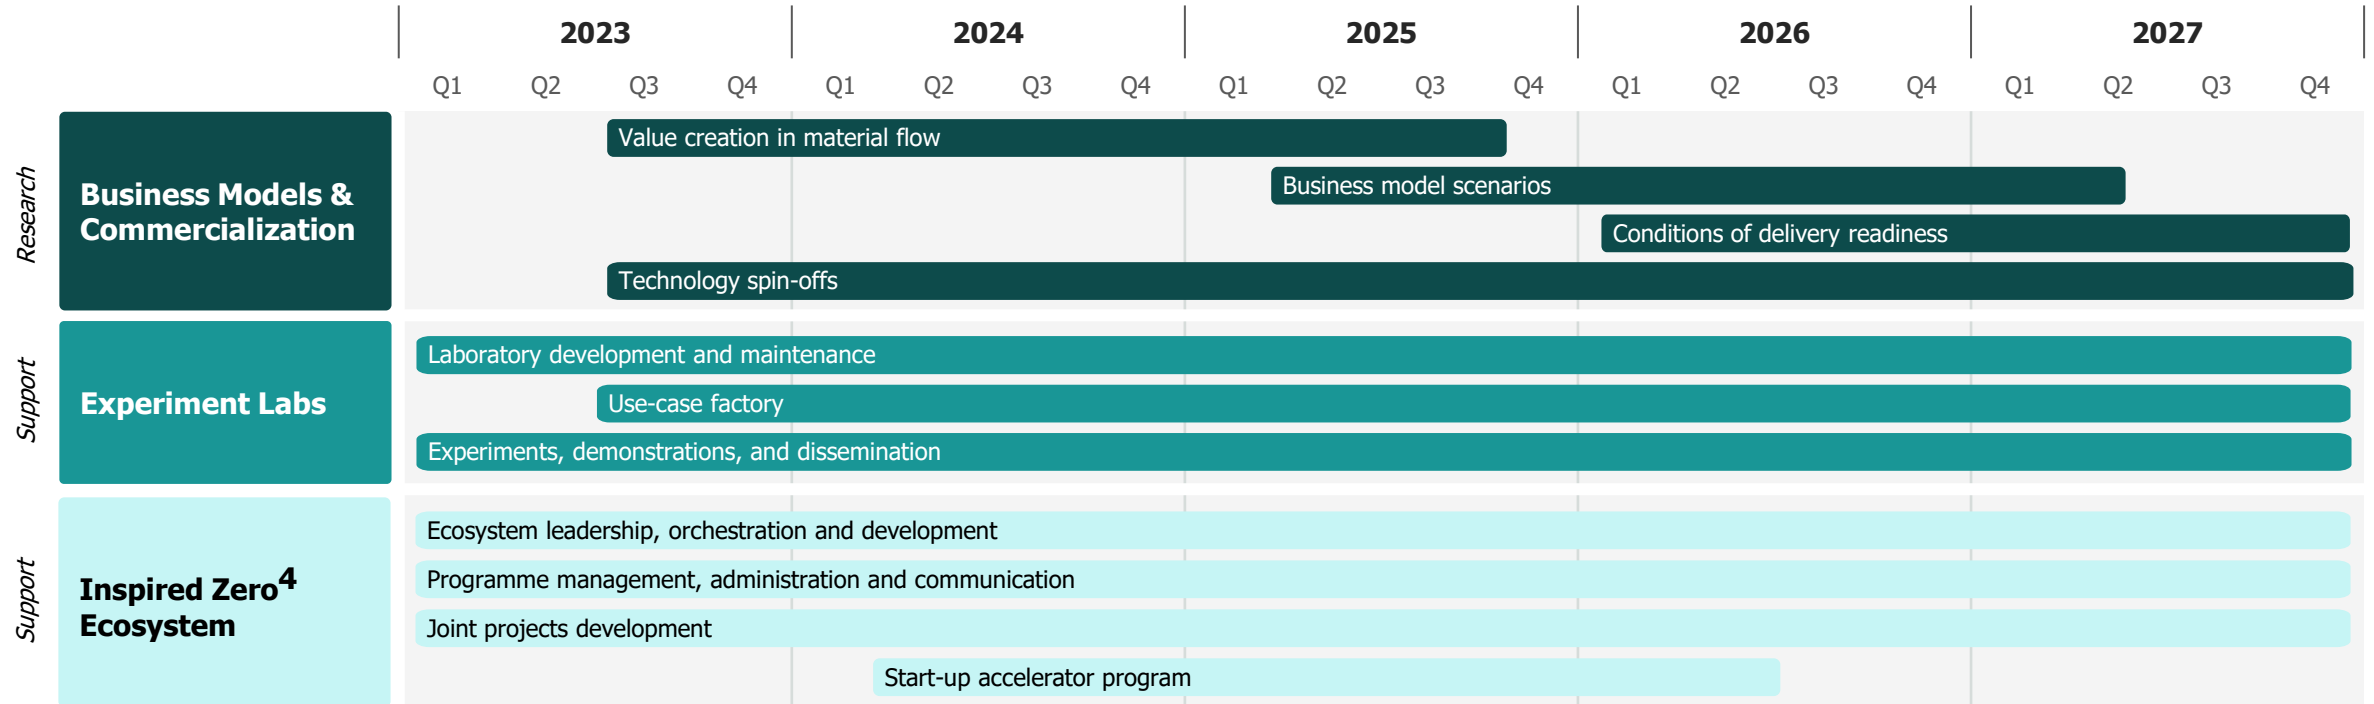 2023 2024 2025 2026 2027
Q1 Q2 Q3 Q4 Q1 Q2 Q3 Q4 Q1 Q2 Q3 Q4 Q1 Q2 Q3 Q4 Q1 Q2 Q3 Q4
Research
Business Models &
Commercialization
Value creation in material flow
Business model scenarios
Conditions of delivery readiness
Technology spin-offs
Support
Experiment Labs
Laboratory development and maintenance
Use-case factory
Experiments, demonstrations, and dissemination
Support
Inspired Zero⁴
Ecosystem
Ecosystem leadership, orchestration and development
Programme management, administration and communication
Joint projects development
Start-up accelerator program